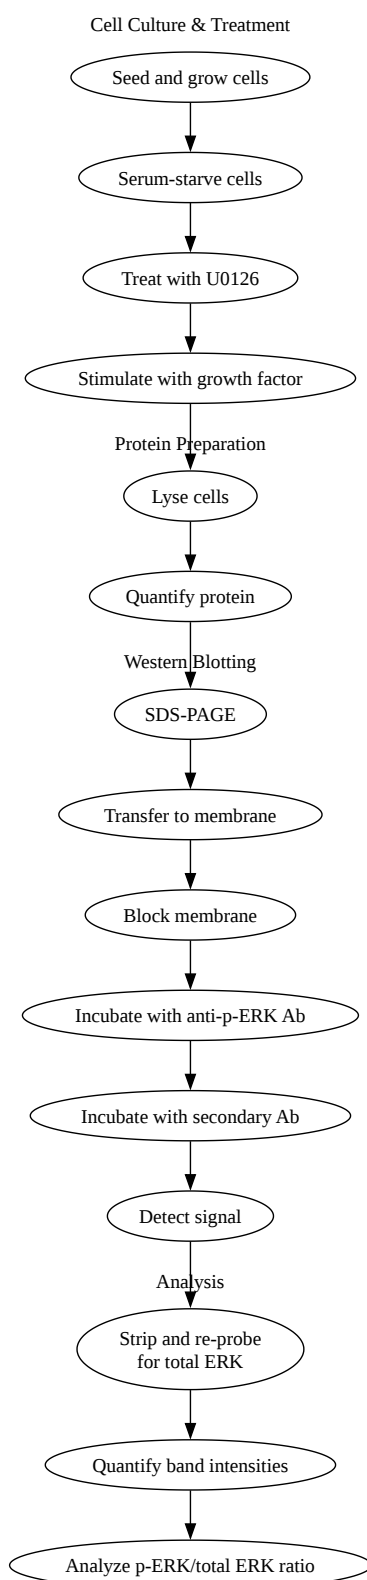 Cell Culture & Treatment
Seed and grow cells
Serum-starve cells
Treat with U0126
Stimulate with growth factor
Protein Preparation
Lyse cells
Quantify protein
Western Blotting
SDS-PAGE
Transfer to membrane
Block membrane
Incubate with anti-p-ERK Ab
Incubate with secondary Ab
Detect signal
Analysis
Strip and re-probe
for total ERK
Quantify band intensities
Analyze p-ERK/total ERK ratio